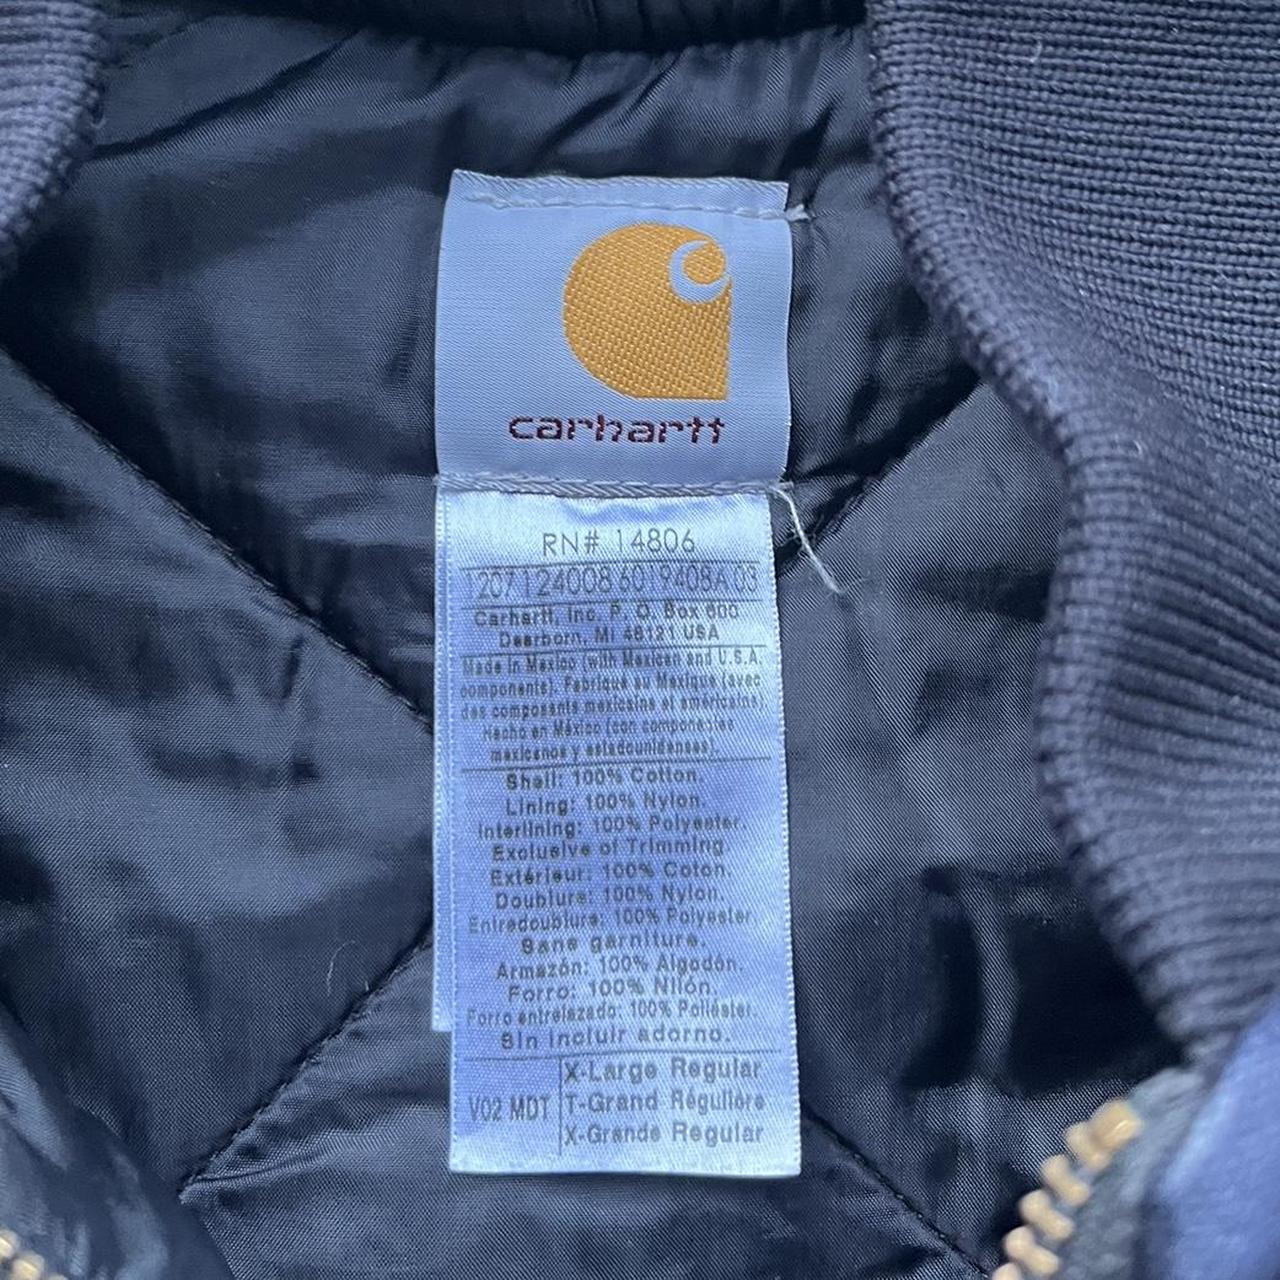 carhartt
RN# 14806
1207124008601 9408A 03
Carhartt, Inc. P. O. Box 600
Dearborn, MI 48121 USA
Made in Mexico (with Mexican and U.S.A.
components). Fabriqué au Mexique (avec
des composants mexicains et américains)
Hecho en México (con componentes
mexicanos y estadounidenses).
Shell: 100% Cotton.
Lining: 100% Nylon.
Interlining: 100% Polyester.
Exclusive of Trimming
Extérieur: 100% Coton.
Doublure: 100% Nylon.
Entredoublure: 100% Polyester
Sans garniture.
Armazón: 100% Algodón.
Forro: 100% Nilón.
Forro entrelazado: 100% Poliéster.
Sin incluir adorno.
X-Large Regular
V02 MDT T-Grand Régulière
X-Grande Regular